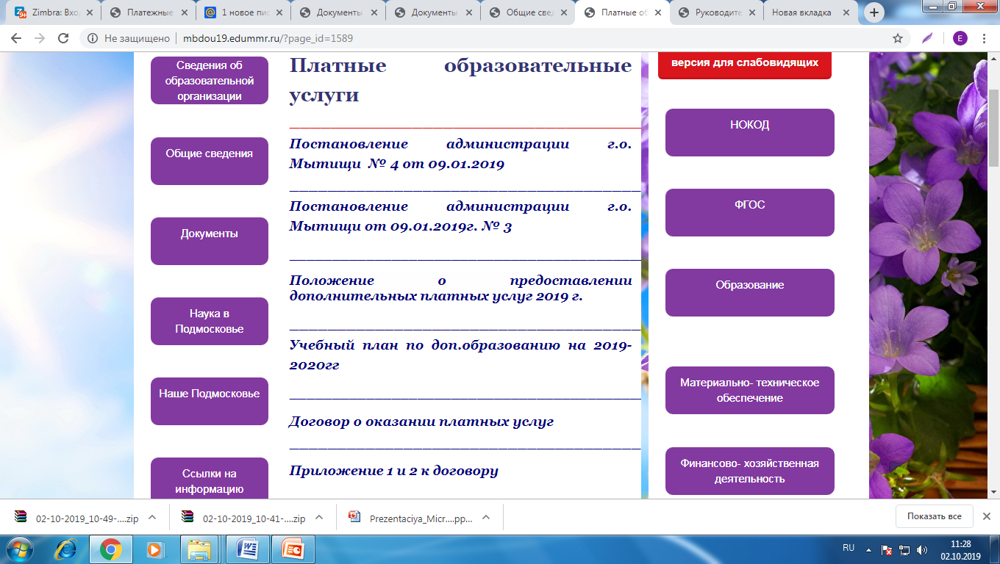 Zimbra: Вхо
Платежные
1 новое пис
Документы
Документы
Общие свед
Платные об
Руководите
Новая вкладка
Не защищено
mbdou19.edummr.ru/?page_id=1589
E
Сведения об
образовательной
организации
Общие сведения
Документы
Наука в
Подмосковье
Наше Подмосковье
Ссылки на
информацию
Платные образовательные
услуги
Постановление администрации г.о.
Мытищи № 4 от 09.01.2019
Постановление администрации г.о.
Мытищи от 09.01.2019г. № 3
Положение о предоставлении
дополнительных платных услуг 2019 г.
Учебный план по доп.образованию на 2019-
2020гг
Договор о оказании платных услуг
Приложение 1 и 2 к договору
версия для слабовидящих
НОКОД
ФГОС
Образование
Материально- техническое
обеспечение
Финансово- хозяйственная
деятельность
02-10-2019_10-49-....zip
02-10-2019_10-41-....zip
Prezentaciya_Micr....pp...
Показать все
RU
11:28
02.10.2019